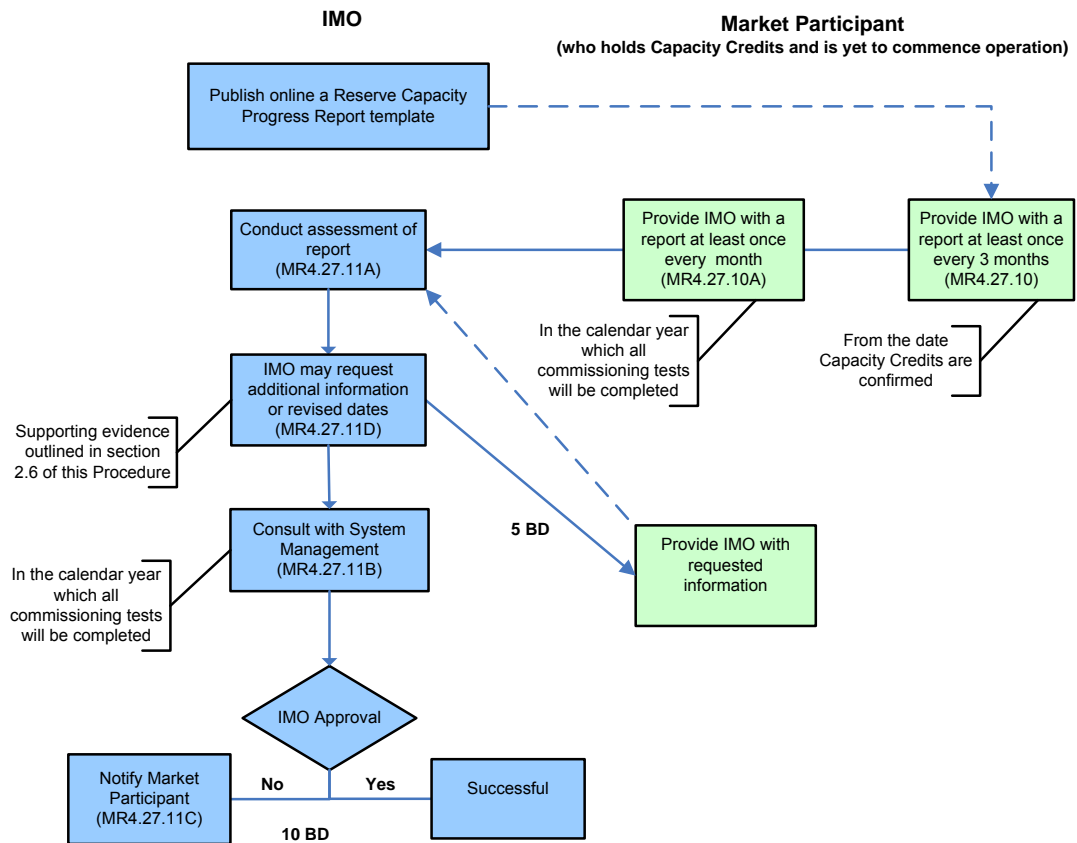 IMO
Market Participant
(who holds Capacity Credits and is yet to commence operation)
Publish online a Reserve Capacity
Progress Report template
Conduct assessment of
report
(MR4.27.11A)
Provide IMO with a
report at least once
every month
(MR4.27.10A)
Provide IMO with a
report at least once
every 3 months
(MR4.27.10)
In the calendar year
which all
commissioning tests
will be completed
From the date
Capacity Credits are
confirmed
IMO may request
additional information
or revised dates
(MR4.27.11D)
Supporting evidence
outlined in section
2.6 of this Procedure
5 BD
Consult with System
Management
(MR4.27.11B)
Provide IMO with
requested
information
In the calendar year
which all
commissioning tests
will be completed
IMO Approval
Notify Market
Participant
(MR4.27.11C)
No
Yes
Successful
10 BD